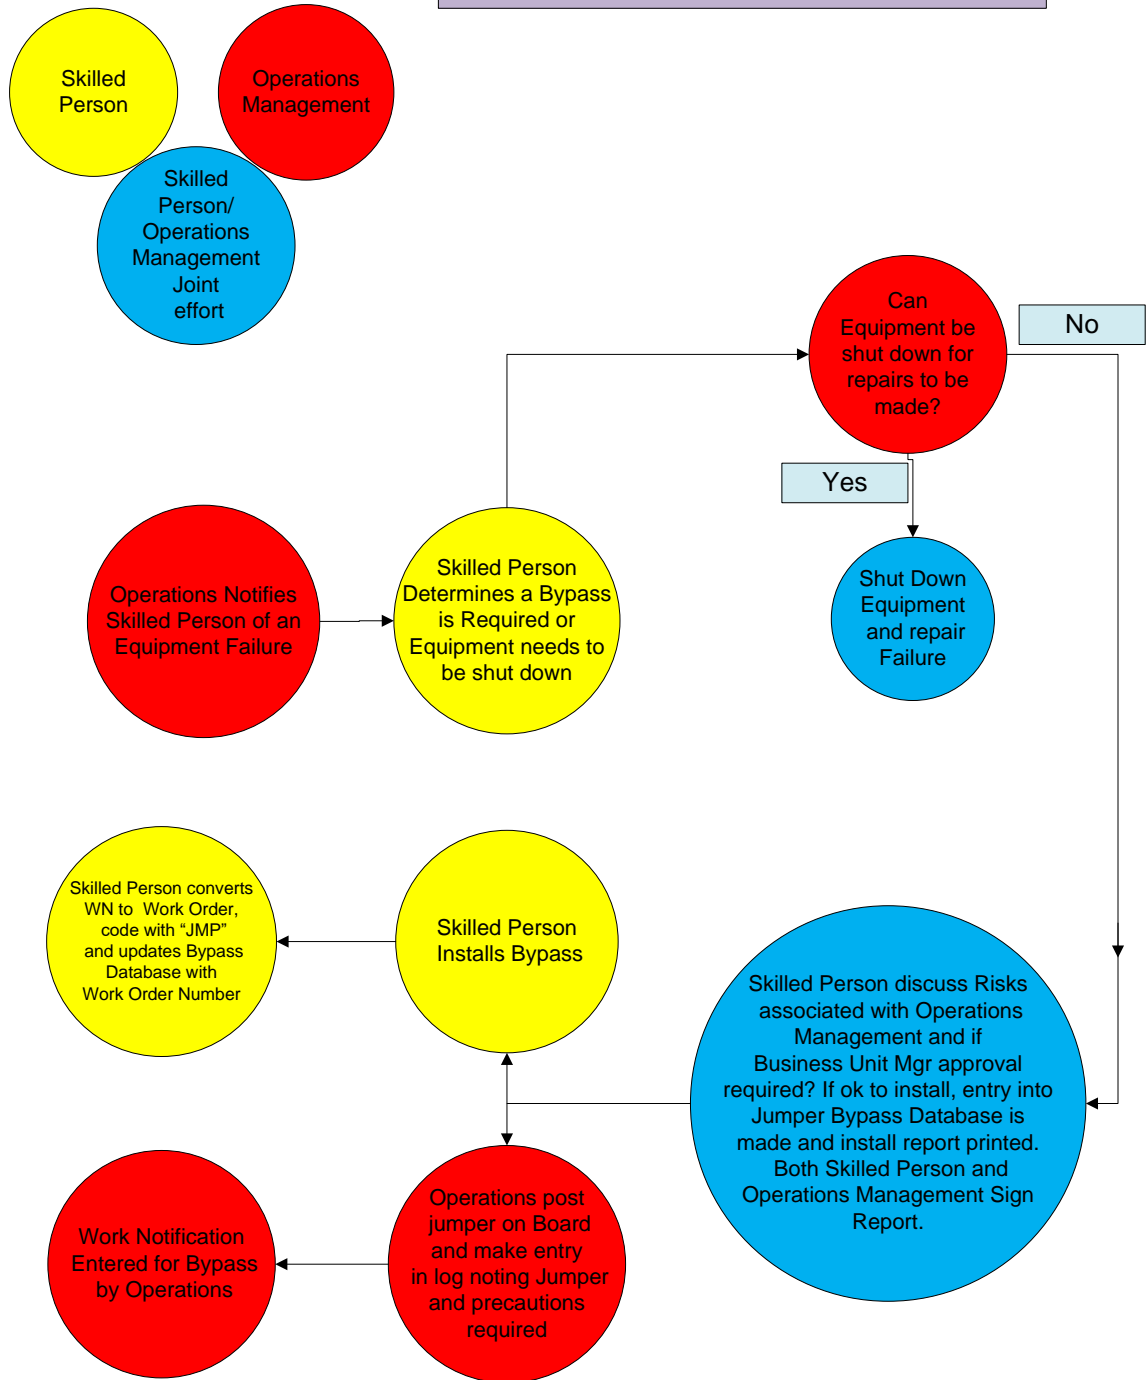 Skilled
Person
Operations
Management
Skilled
Person/
Operations
Management
Joint
effort
Can
Equipment be
shut down for
repairs to be
made?
No
Yes
Operations Notifies
Skilled Person of an
Equipment Failure
Skilled Person
Determines a Bypass
is Required or
Equipment needs to
be shut down
Shut Down
Equipment
and repair
Failure
Skilled Person converts
WN to Work Order,
code with “JMP”
and updates Bypass
Database with
Work Order Number
Skilled Person
Installs Bypass
Skilled Person discuss Risks
associated with Operations
Management and if
Business Unit Mgr approval
required? If ok to install, entry into
Jumper Bypass Database is
made and install report printed.
Both Skilled Person and
Operations Management Sign
Report.
Work Notification
Entered for Bypass
by Operations
Operations post
jumper on Board
and make entry
in log noting Jumper
and precautions
required